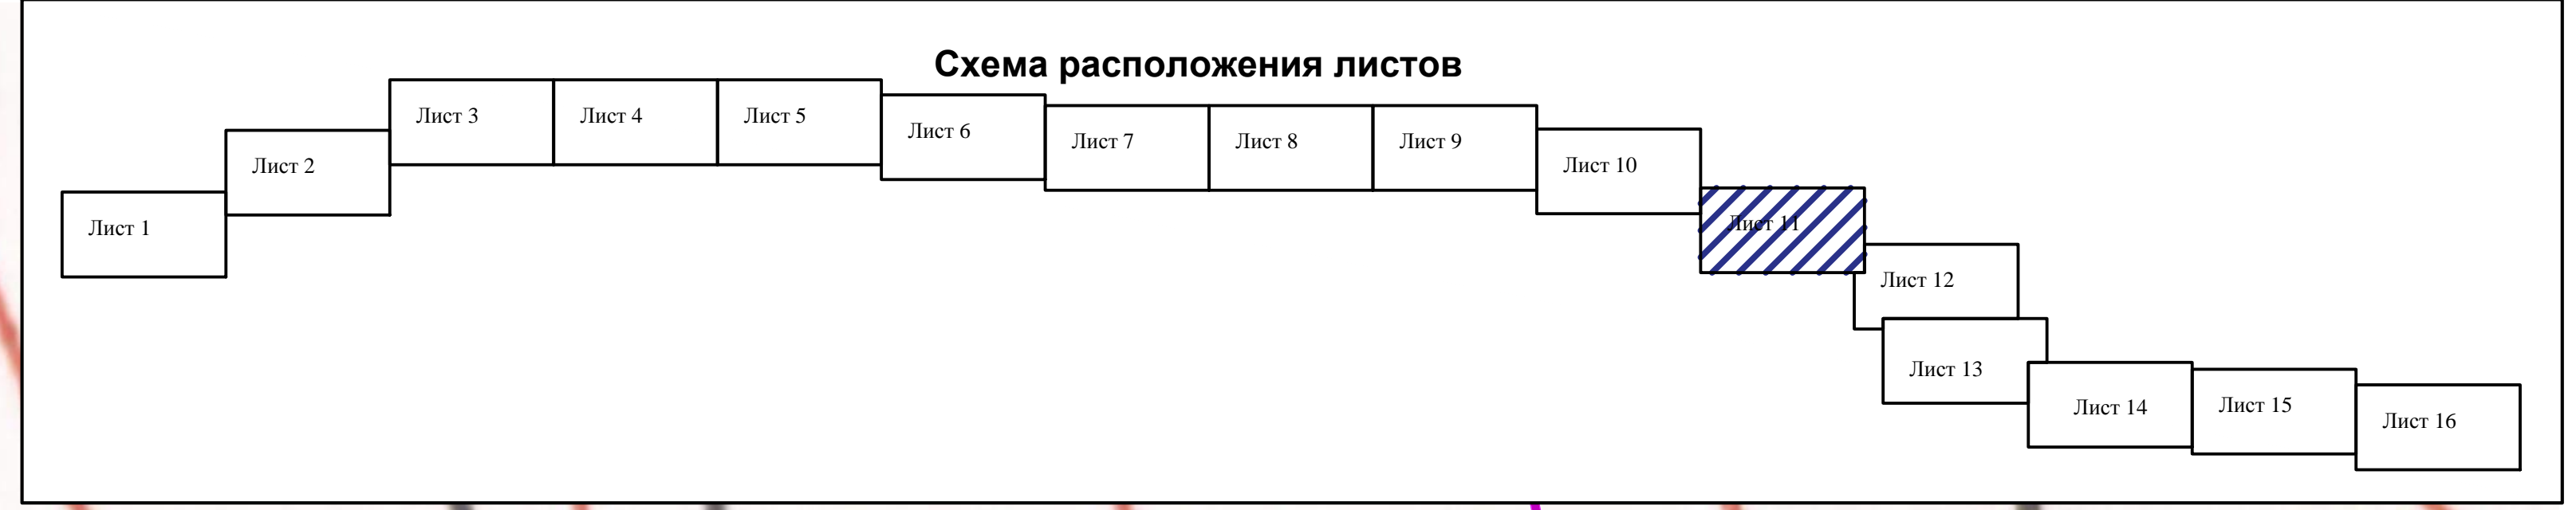 Схема расположения листов
Лист 1
Лист 2
Лист 3
Лист 4
Лист 5
Лист 6
Лист 7
Лист 8
Лист 9
Лист 10
Лист 11
Лист 12
Лист 13
Лист 14
Лист 15
Лист 16